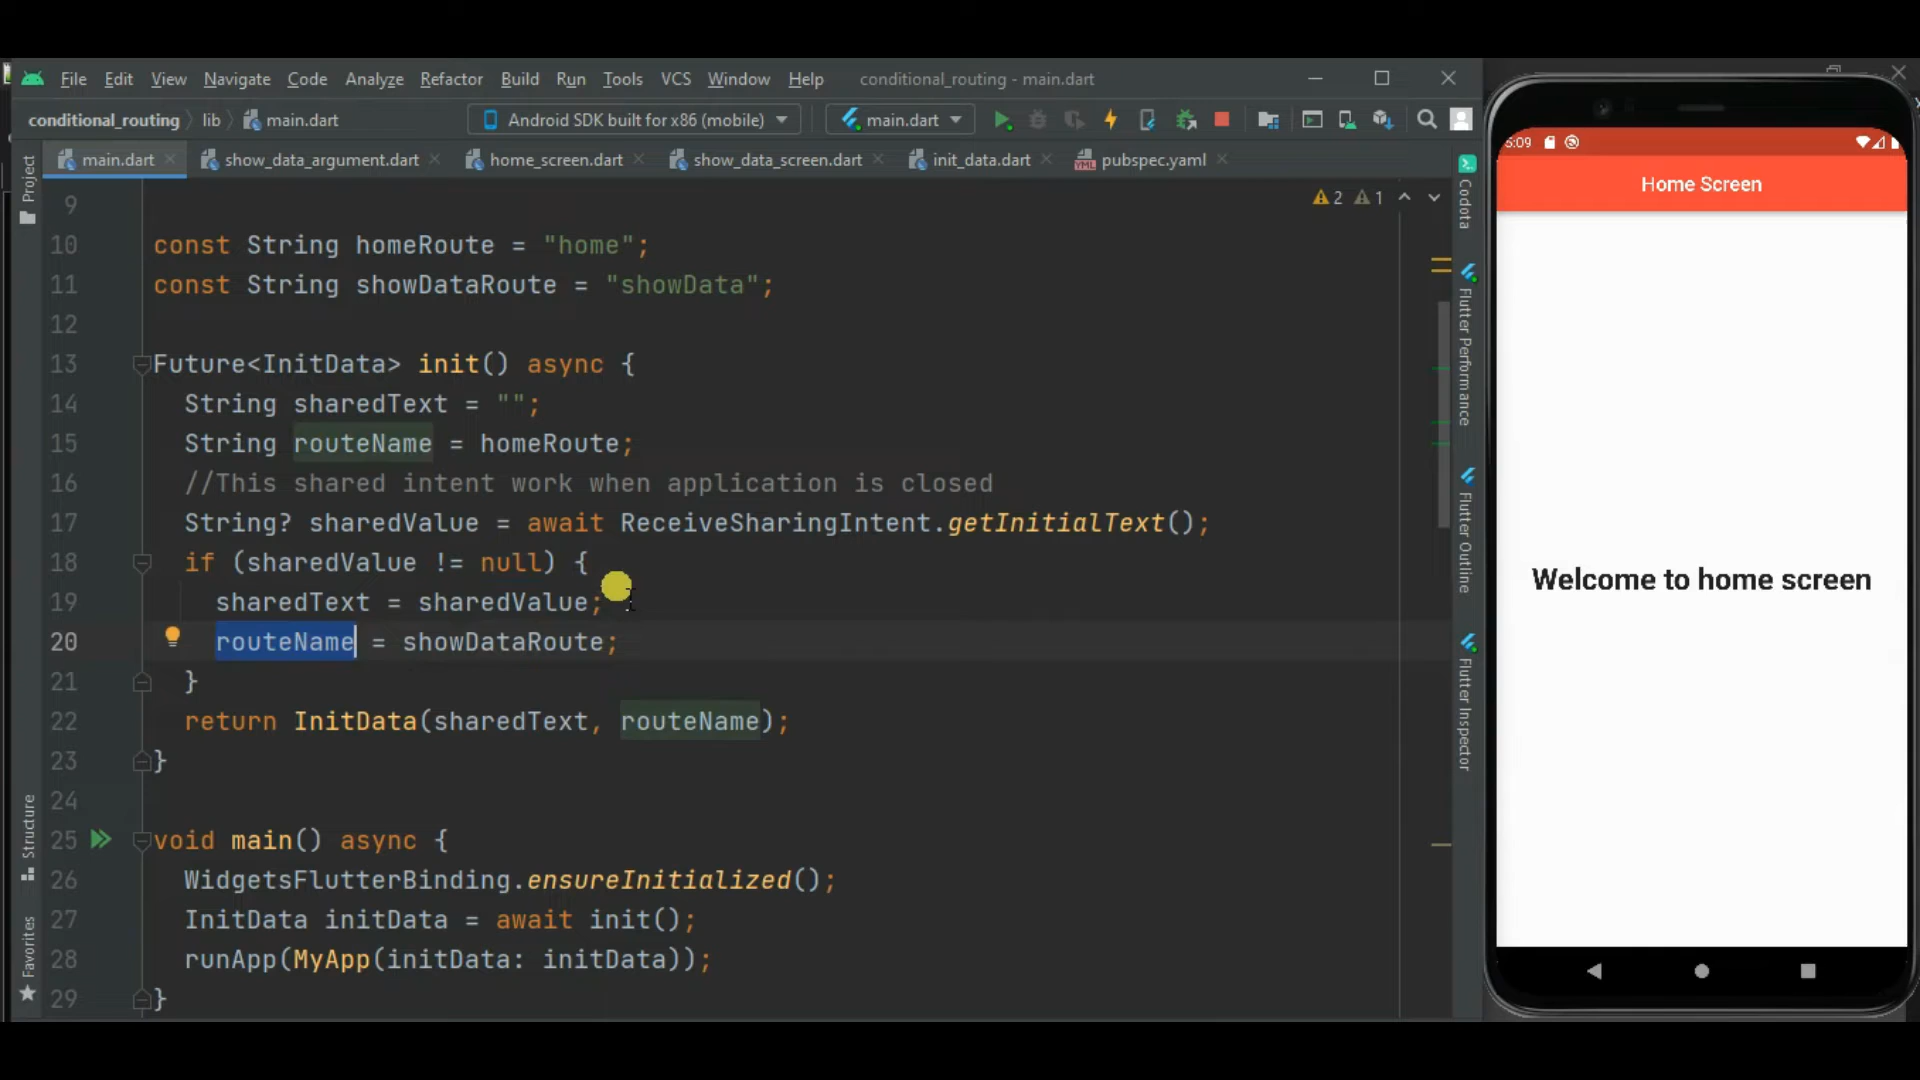 File Edit View Navigate Code Analyze Refactor Build Run Tools VCS Window Help conditional_routing - main.dart
conditional_routing lib main.dart Android SDK built for x86 (mobile) main.dart
main.dart show_data_argument.dart home_screen.dart show_data_screen.dart init_data.dart pubspec.yaml
2 1
Project
9
10 const String homeRoute = "home";
11 const String showDataRoute = "showData";
12
13 Future<InitData> init() async {
14 String sharedText = "";
15 String routeName = homeRoute;
16 //This shared intent work when application is closed
17 String? sharedValue = await ReceiveSharingIntent.getInitialText();
18 if (sharedValue != null) {
19 sharedText = sharedValue;
20 routeName = showDataRoute;
21 }
22 return InitData(sharedText, routeName);
23 }
24
25 void main() async {
26 WidgetsFlutterBinding.ensureInitialized();
27 InitData initData = await init();
28 runApp(MyApp(initData: initData));
29 }
Structure
Favorites
Codota
Flutter Performance
Flutter Outline
Flutter Inspector
5:09
Home Screen
Welcome to home screen